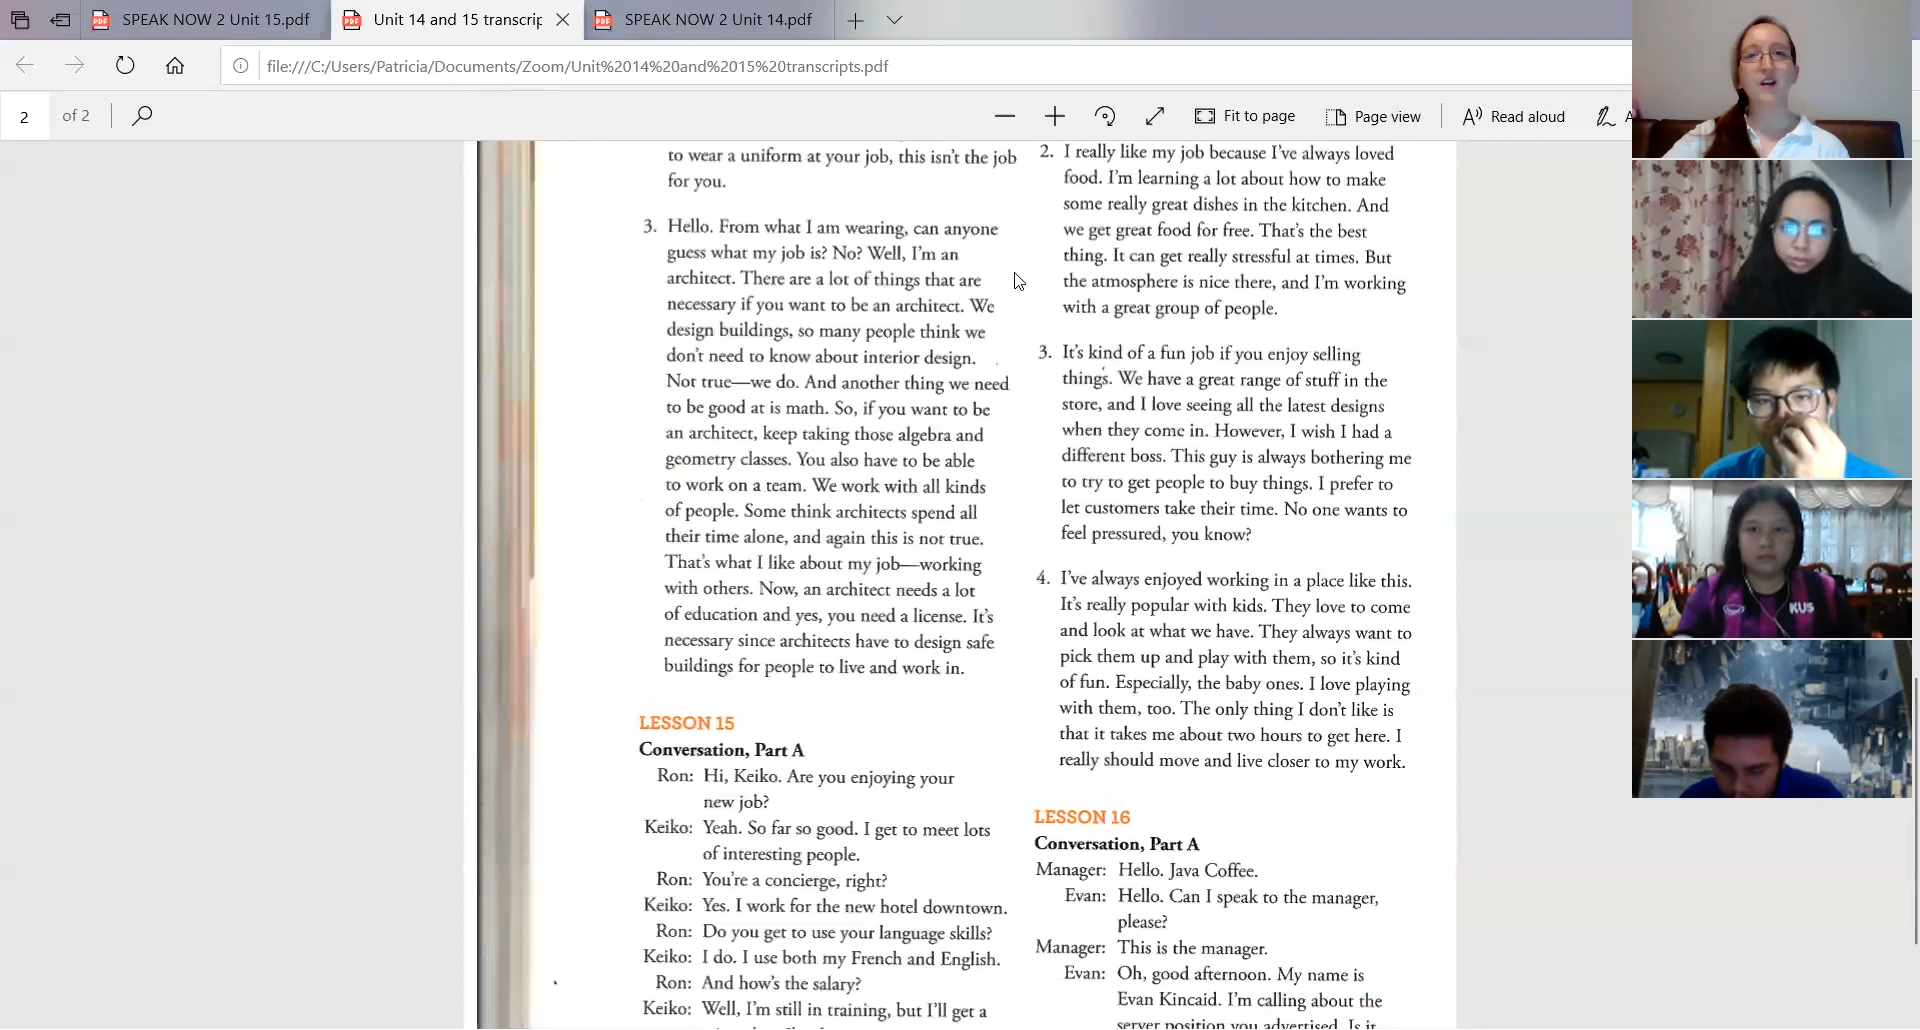 SPEAK NOW 2 Unit 15.pdf
Unit 14 and 15 transcrip
SPEAK NOW 2 Unit 14.pdf
file:///C:/Users/Patricia/Documents/Zoom/Unit%2014%20and%2015%20transcripts.pdf
2 of 2
Fit to page
Page view
Read aloud
to wear a uniform at your job, this isn't the job
for you.
3. Hello. From what I am wearing, can anyone
guess what my job is? No? Well, I'm an
architect. There are a lot of things that are
necessary if you want to be an architect. We
design buildings, so many people think we
don't need to know about interior design.
Not true—we do. And another thing we need
to be good at is math. So, if you want to be
an architect, keep taking those algebra and
geometry classes. You also have to be able
to work on a team. We work with all kinds
of people. Some think architects spend all
their time alone, and again this is not true.
That's what I like about my job—working
with others. Now, an architect needs a lot
of education and yes, you need a license. It's
necessary since architects have to design safe
buildings for people to live and work in.
LESSON 15
Conversation, Part A
Ron: Hi, Keiko. Are you enjoying your
new job?
Keiko: Yeah. So far so good. I get to meet lots
of interesting people.
Ron: You're a concierge, right?
Keiko: Yes. I work for the new hotel downtown.
Ron: Do you get to use your language skills?
Keiko: I do. I use both my French and English.
Ron: And how's the salary?
Keiko: Well, I'm still in training, but I'll get a
2. I really like my job because I've always loved
food. I'm learning a lot about how to make
some really great dishes in the kitchen. And
we get great food for free. That's the best
thing. It can get really stressful at times. But
the atmosphere is nice there, and I'm working
with a great group of people.
3. It's kind of a fun job if you enjoy selling
things. We have a great range of stuff in the
store, and I love seeing all the latest designs
when they come in. However, I wish I had a
different boss. This guy is always bothering me
to try to get people to buy things. I prefer to
let customers take their time. No one wants to
feel pressured, you know?
4. I've always enjoyed working in a place like this.
It's really popular with kids. They love to come
and look at what we have. They always want to
pick them up and play with them, so it's kind
of fun. Especially, the baby ones. I love playing
with them, too. The only thing I don't like is
that it takes me about two hours to get here. I
really should move and live closer to my work.
LESSON 16
Conversation, Part A
Manager: Hello. Java Coffee.
Evan: Hello. Can I speak to the manager,
please?
Manager: This is the manager.
Evan: Oh, good afternoon. My name is
Evan Kincaid. I'm calling about the
server position you advertised. Is it
KUS